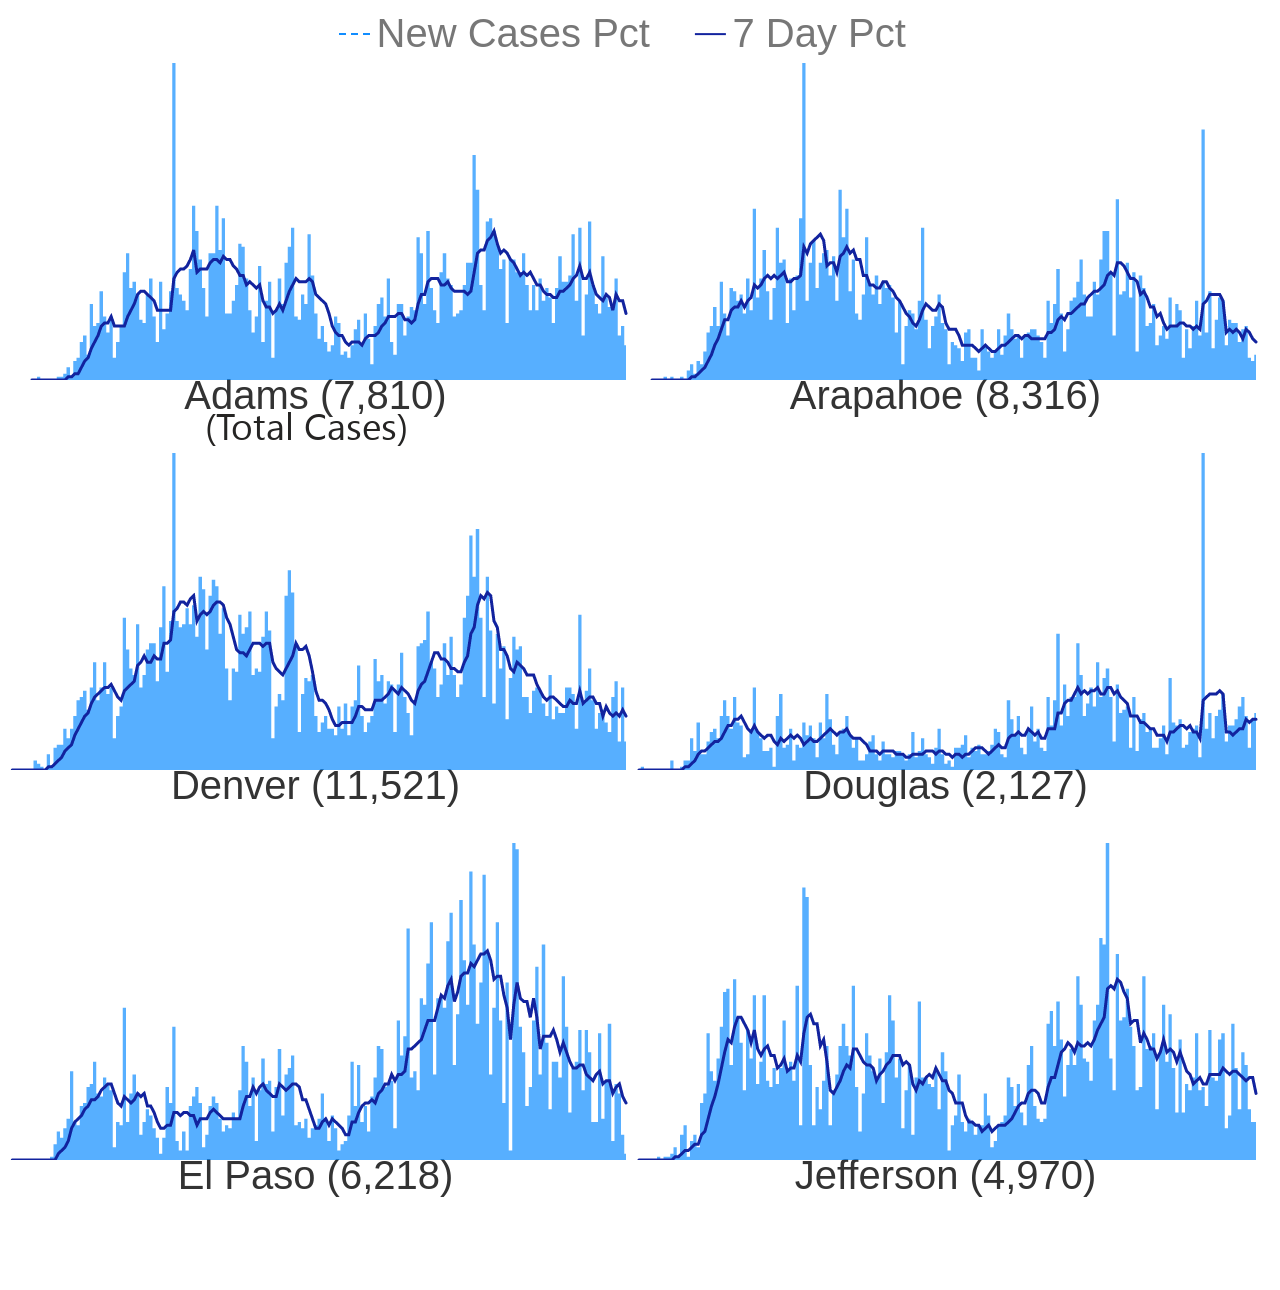 New Cases Pct 7 Day Pct
Adams (7,810) Arapahoe (8,316)
(Total Cases)
Denver (11,521) Douglas (2,127)
El Paso (6,218) Jefferson (4,970)